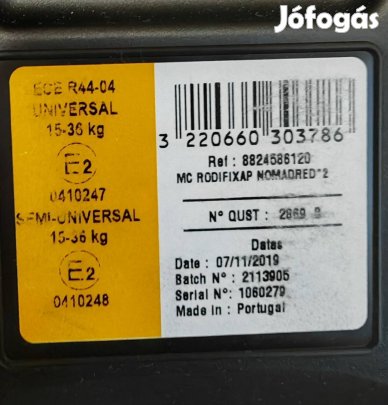 Jófogás
ECE R44-04
UNIVERSAL
15-36 kg
E2
0410247
SEMI-UNIVERSAL
15-36 kg
E2
0410248
3 220660 303786
Ref : 8824586120
MC RODIFIXAP NOMADRED*2
N° QUST : 2869
Datas
Date : 07/11/2019
Batch N° : 2113905
Serial N° : 1060279
Made in : Portugal